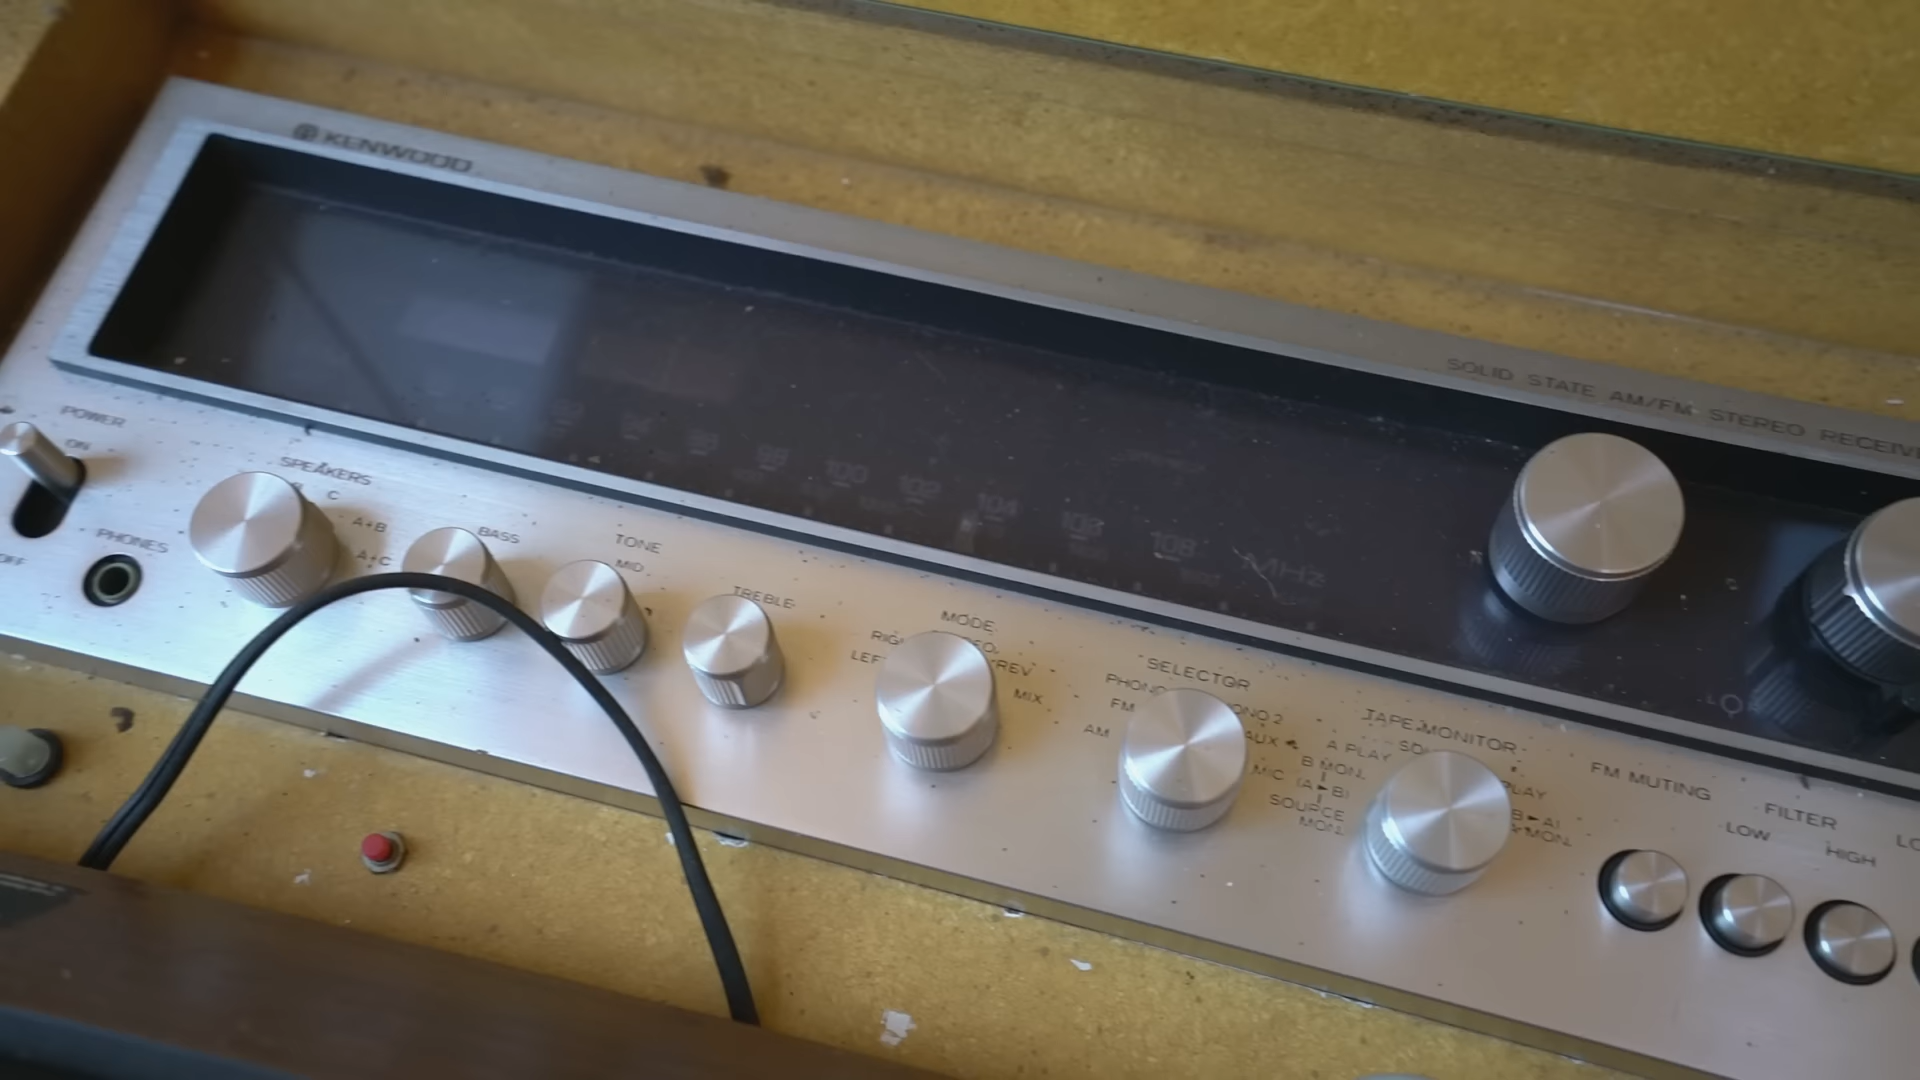 KENWOOD
SOLID STATE AM/FM STEREO
POWER
ON
OFF
PHONES
SPEAKERS
C
A+B
A+C
BASS
TONE
MID
TREBLE
MODE
REV
MIX
SELECTOR
FM
AM
AUX
MIC
TAPE MONITOR
A PLAY
B MON.
(A►B)
SOURCE
MON.
FM MUTING
FILTER
LOW
HIGH
98
100
102
104
106
108
MHz